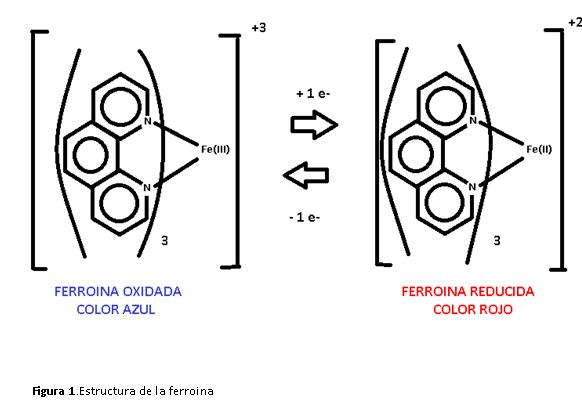 +3
+2
+ 1 e-
N
Fe(III)
N
3
- 1 e-
N
Fe(II)
N
3
FERROINA OXIDADA
COLOR AZUL
FERROINA REDUCIDA
COLOR ROJO
Figura 1.Estructura de la ferroina